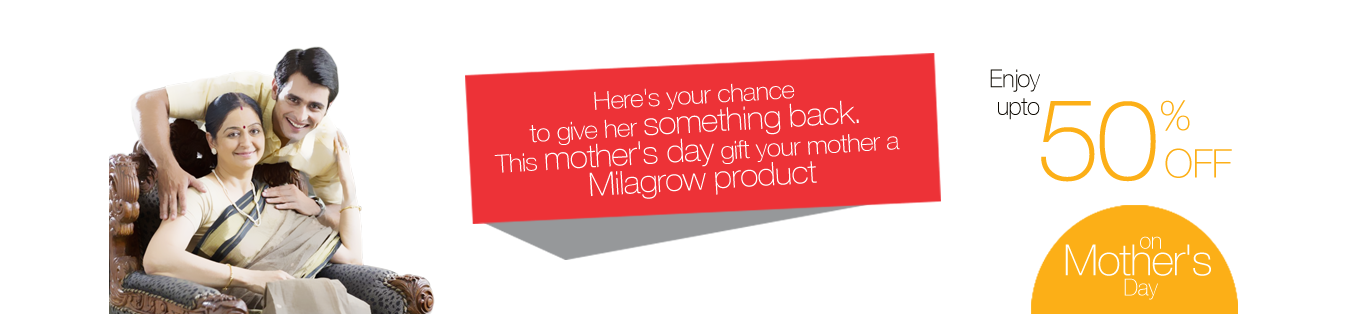 Here's your chance
to give her something back.
This mother's day gift your mother a
Milagrow product
Enjoy
upto
50% OFF
on
Mother's
Day